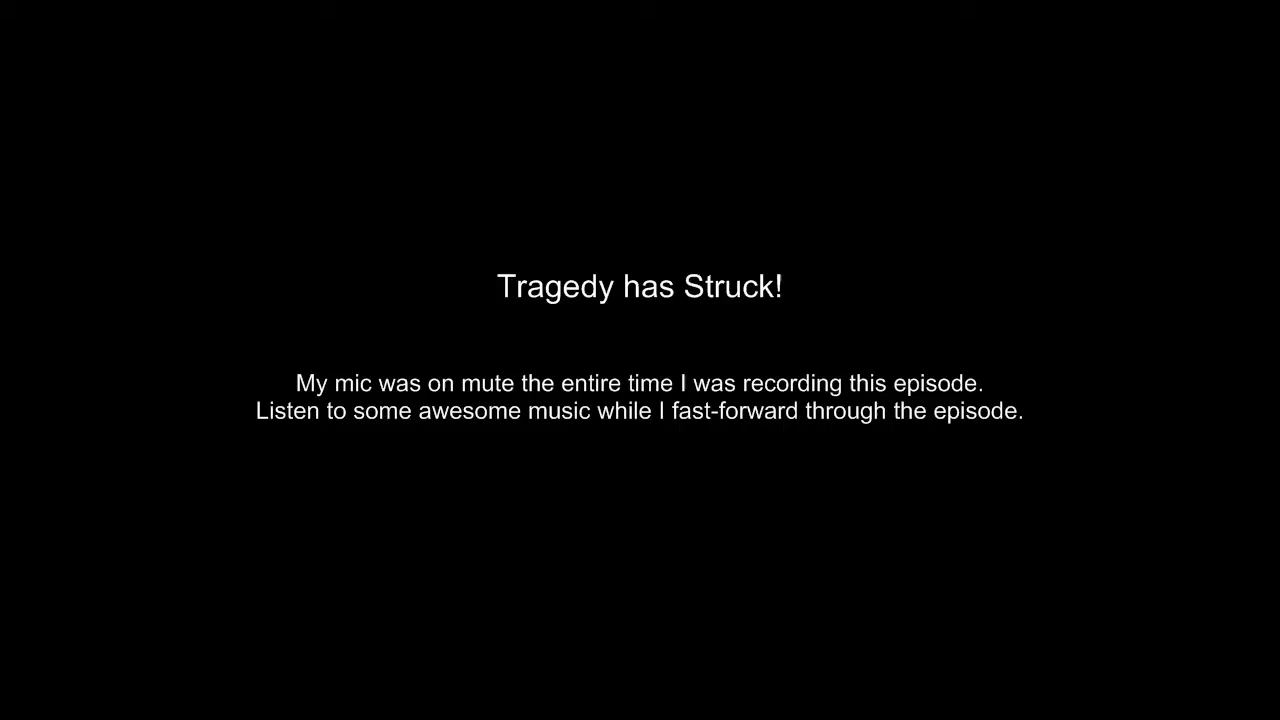 Tragedy has Struck!
My mic was on mute the entire time I was recording this episode.
Listen to some awesome music while I fast-forward through the episode.